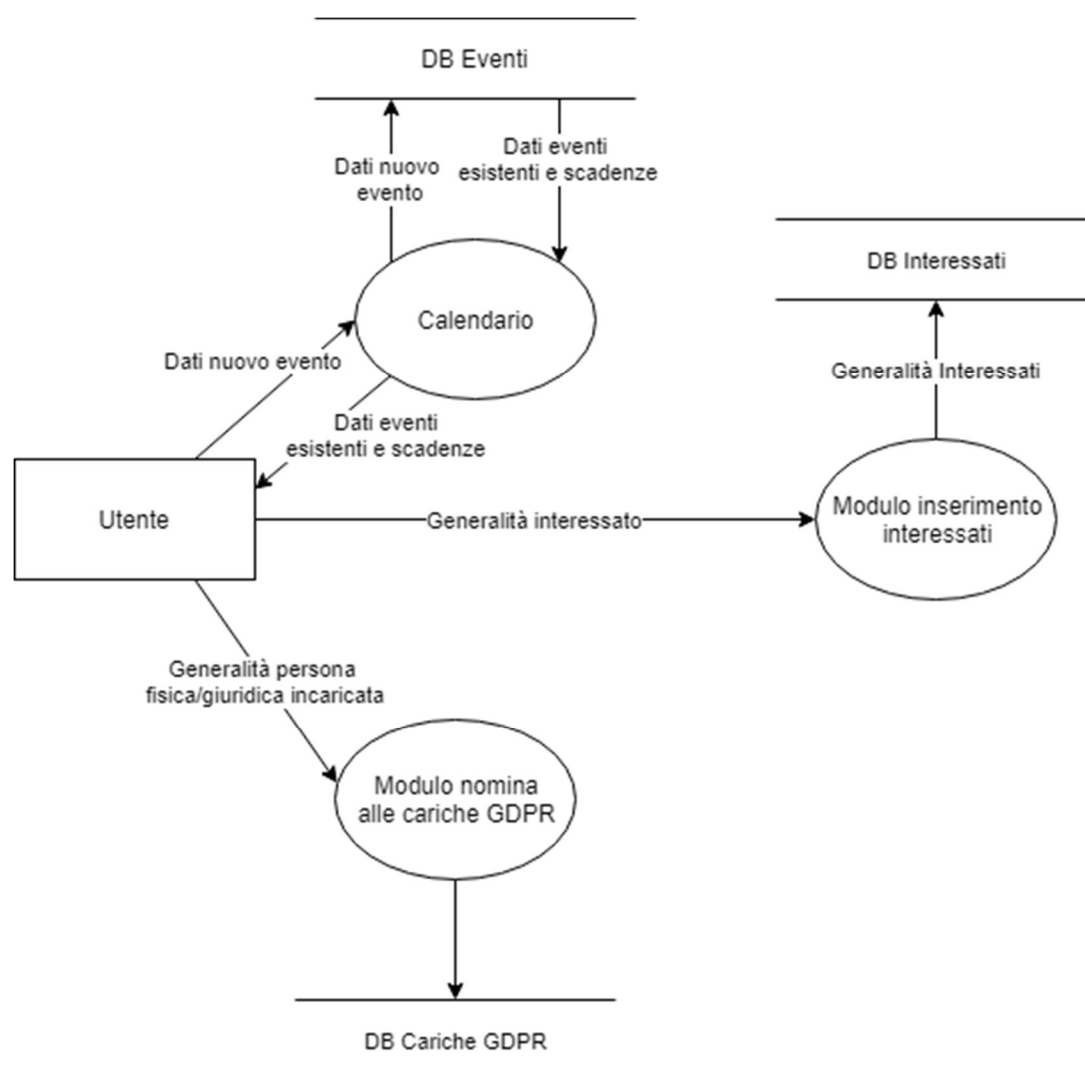 DB Eventi
Dati nuovo
evento
Dati eventi
esistenti e scadenze
DB Interessati
Calendario
Dati nuovo evento
Generalità Interessati
Dati eventi
esistenti e scadenze
Utente
Generalità interessato
Modulo inserimento
interessati
Generalità persona
fisica/giuridica incaricata
Modulo nomina
alle cariche GDPR
DB Cariche GDPR